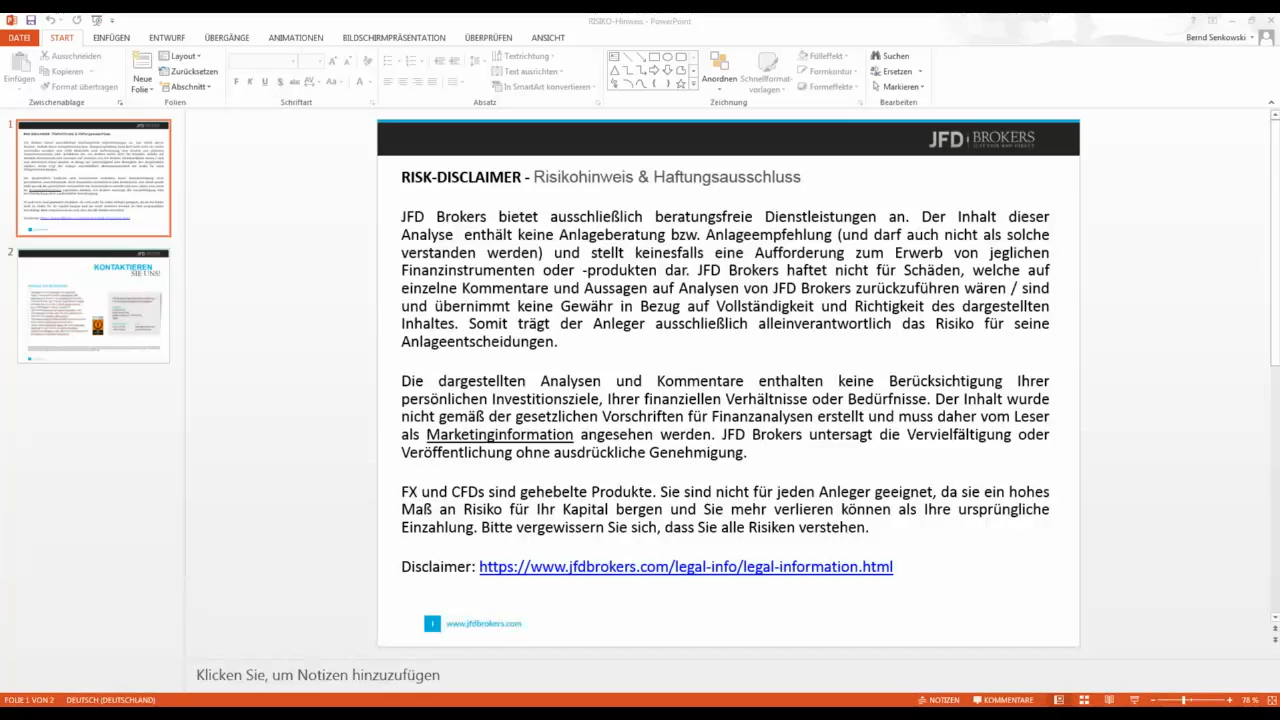 RISIKO-Hinweis - PowerPoint
DATEI START EINFÜGEN ENTWURF ÜBERGÄNGE ANIMATIONEN BILDSCHIRMPRÄSENTATION ÜBERPRÜFEN ANSICHT Bernd Senkowski
Einfügen
Ausschneiden
Kopieren
Format übertragen
Zwischenablage
Neue
Folie
Layout
Zurücksetzen
Abschnitt
Folien
F K U S abc AV Aa A
Schriftart
Textrichtung
Text ausrichten
In SmartArt konvertieren
Absatz
Anordnen
Schnellformat-
vorlagen
Fülleffekt
Formkontur
Formeffekte
Zeichnung
Suchen
Ersetzen
Markieren
Bearbeiten
1
2
KONTAKTIEREN
SIE UNS!
JFD BROKERS
JUST FAIR AND DIRECT
RISK-DISCLAIMER - Risikohinweis & Haftungsausschluss
JFD Brokers bietet ausschließlich beratungsfreie Dienstleistungen an. Der Inhalt dieser
Analyse enthält keine Anlageberatung bzw. Anlageempfehlung (und darf auch nicht als solche
verstanden werden) und stellt keinesfalls eine Aufforderung zum Erwerb von jeglichen
Finanzinstrumenten oder -produkten dar. JFD Brokers haftet nicht für Schäden, welche auf
einzelne Kommentare und Aussagen auf Analysen von JFD Brokers zurückzuführen wären / sind
und übernimmt keine Gewähr in Bezug auf Vollständigkeit und Richtigkeit des dargestellten
Inhaltes. Somit trägt der Anleger ausschließlich alleinverantwortlich das Risiko für seine
Anlageentscheidungen.
Die dargestellten Analysen und Kommentare enthalten keine Berücksichtigung Ihrer
persönlichen Investitionsziele, Ihrer finanziellen Verhältnisse oder Bedürfnisse. Der Inhalt wurde
nicht gemäß der gesetzlichen Vorschriften für Finanzanalysen erstellt und muss daher vom Leser
als Marketinginformation angesehen werden. JFD Brokers untersagt die Vervielfältigung oder
Veröffentlichung ohne ausdrückliche Genehmigung.
FX und CFDs sind gehebelte Produkte. Sie sind nicht für jeden Anleger geeignet, da sie ein hohes
Maß an Risiko für Ihr Kapital bergen und Sie mehr verlieren können als Ihre ursprüngliche
Einzahlung. Bitte vergewissern Sie sich, dass Sie alle Risiken verstehen.
Disclaimer: https://www.jfdbrokers.com/legal-info/legal-information.html
www.jfdbrokers.com
Klicken Sie, um Notizen hinzuzufügen
FOLIE 1 VON 2 DEUTSCH (DEUTSCHLAND) NOTIZEN KOMMENTARE 78 %